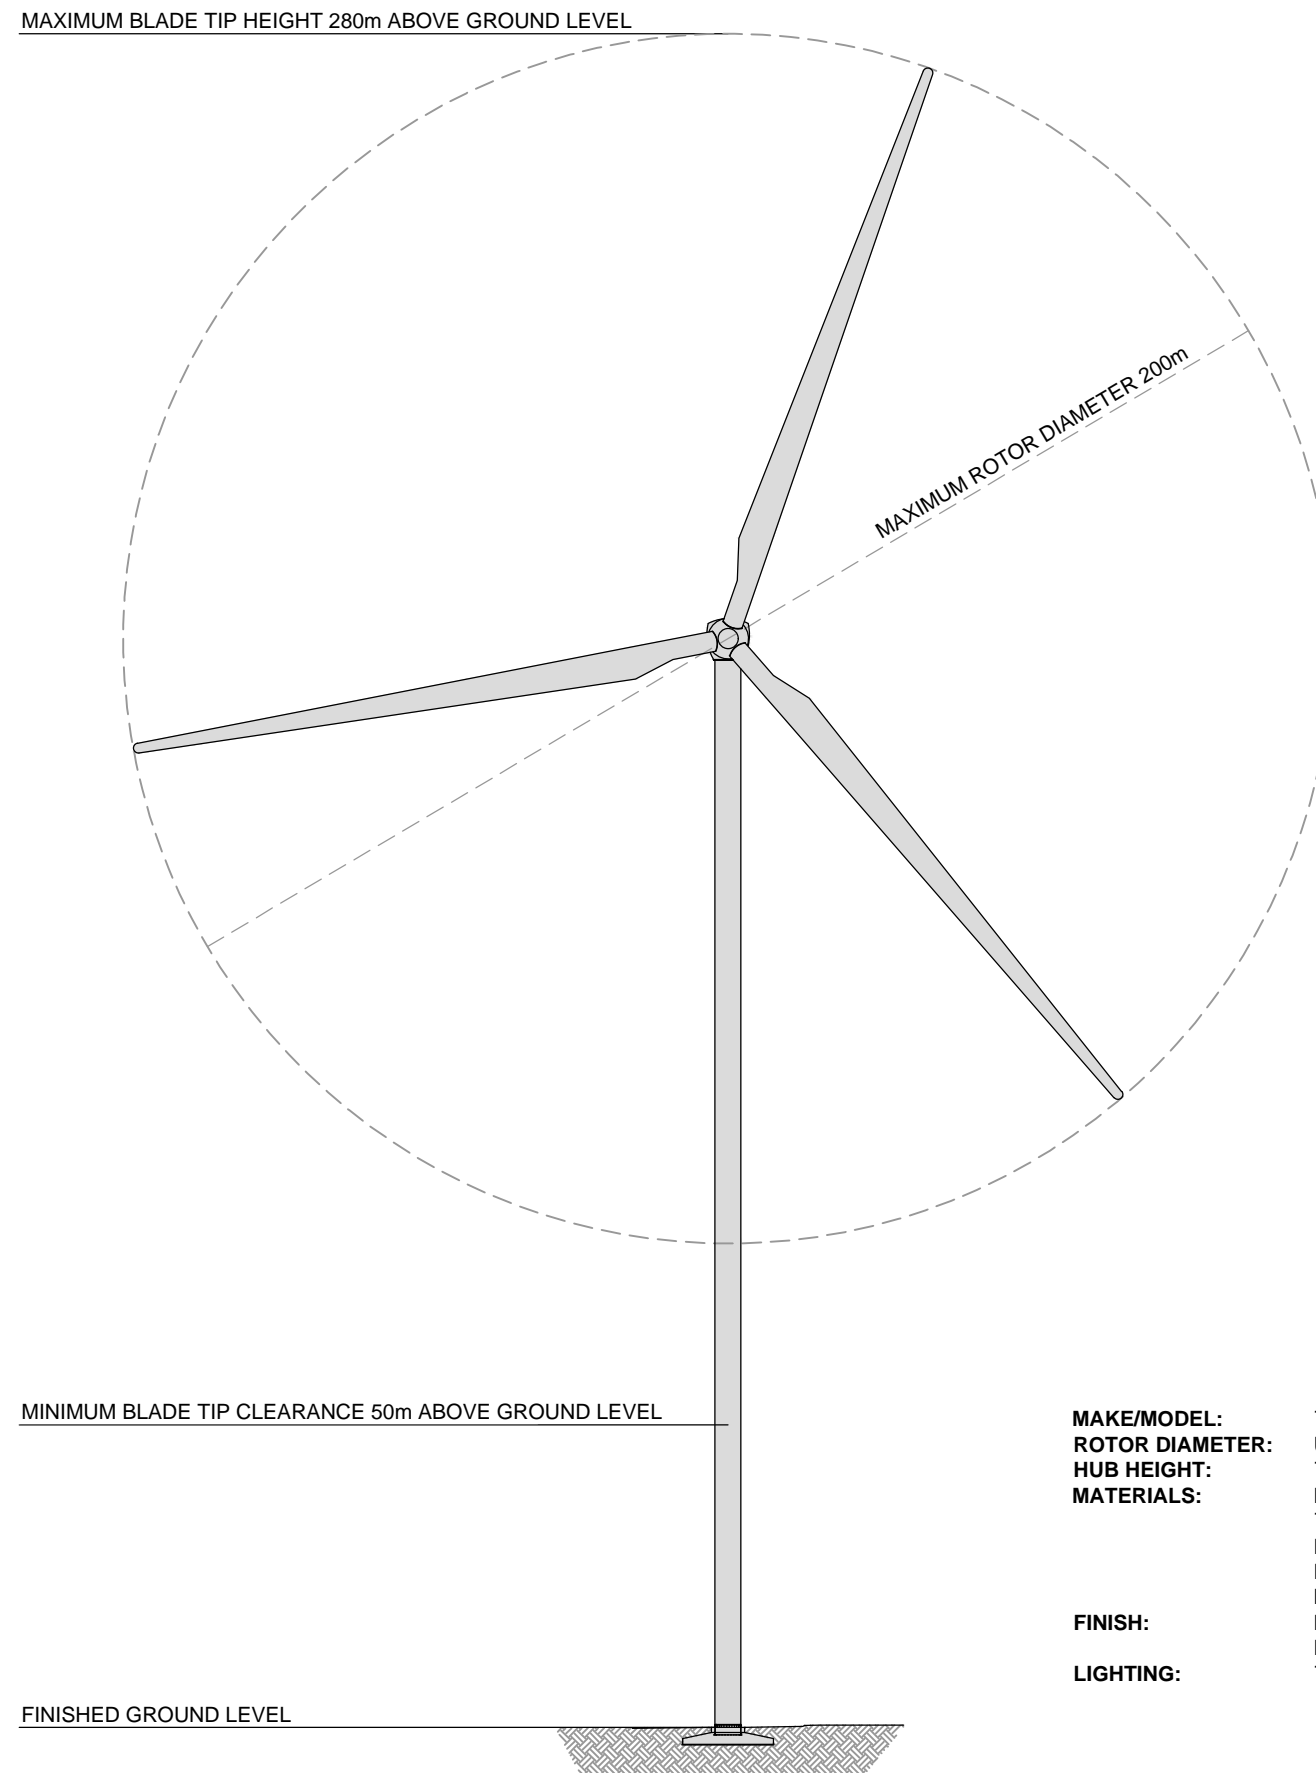 MAXIMUM BLADE TIP HEIGHT 280m ABOVE GROUND LEVEL
MAXIMUM ROTOR DIAMETER 200m
MINIMUM BLADE TIP CLEARANCE 50m ABOVE GROUND LEVEL
MAKE/MODEL:
ROTOR DIAMETER:
HUB HEIGHT:
MATERIALS:
FINISH:
LIGHTING:
FINISHED GROUND LEVEL